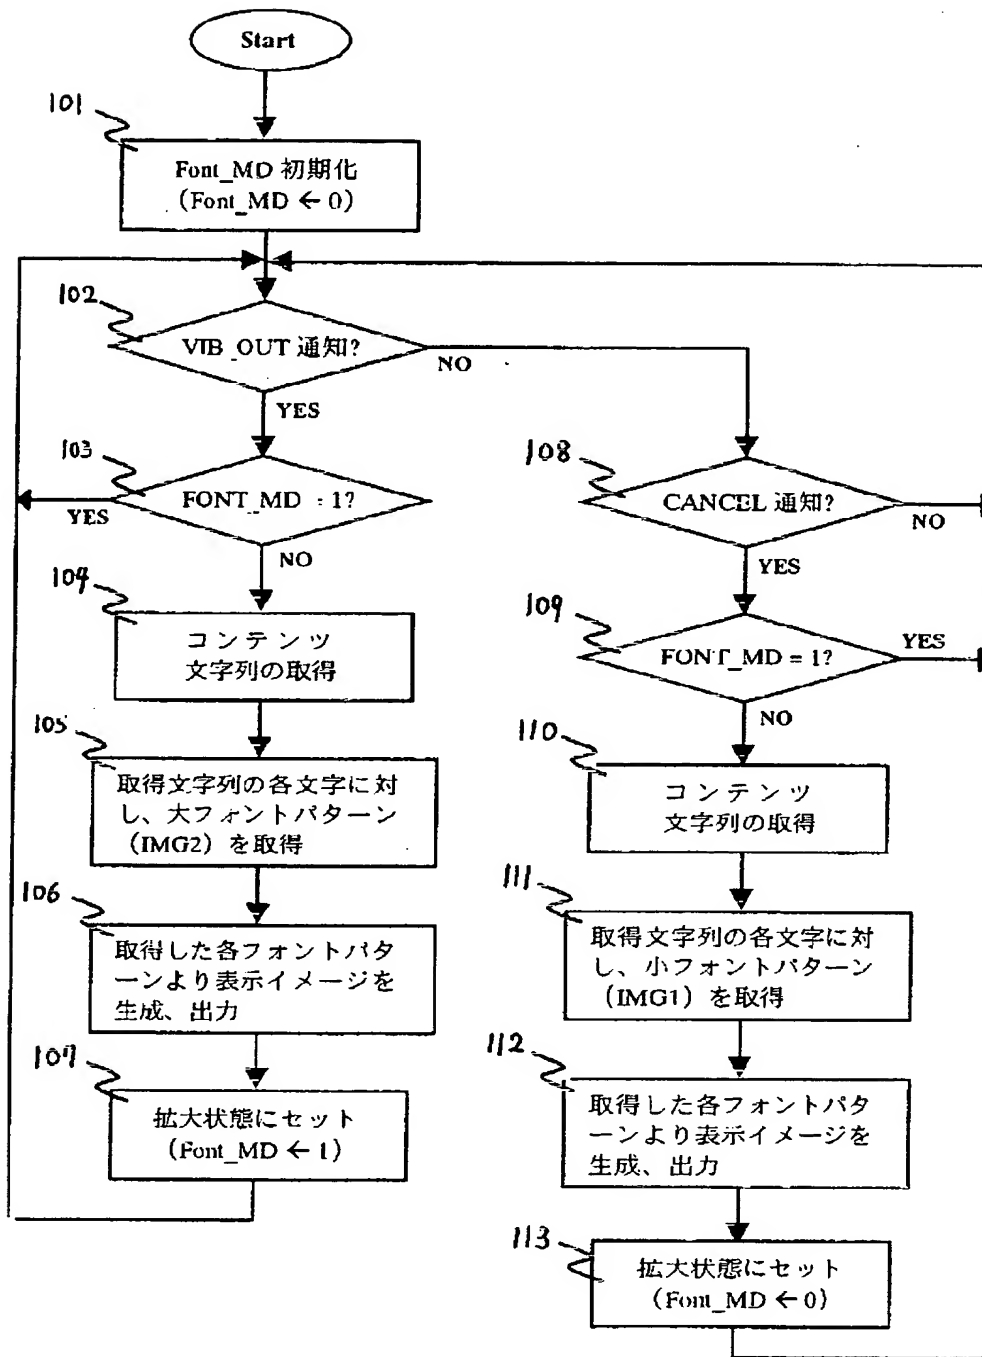 Start
101
Font_MD 初期化
(Font_MD ← 0)
102
VIB_OUT 通知?
NO
YES
103
FONT_MD = 1?
YES
NO
104
コンテンツ
文字列の取得
105
取得文字列の各文字に対
し、大フォントパターン
(IMG2) を取得
106
取得した各フォントパタ
ーンより表示イメージを
生成、出力
107
拡大状態にセット
(Font_MD ← 1)
108
CANCEL 通知?
NO
YES
109
FONT_MD = 1?
YES
NO
110
コンテンツ
文字列の取得
111
取得文字列の各文字に対
し、小フォントパターン
(IMG1) を取得
112
取得した各フォントパタ
ーンより表示イメージを
生成、出力
113
拡大状態にセット
(Font_MD ← 0)